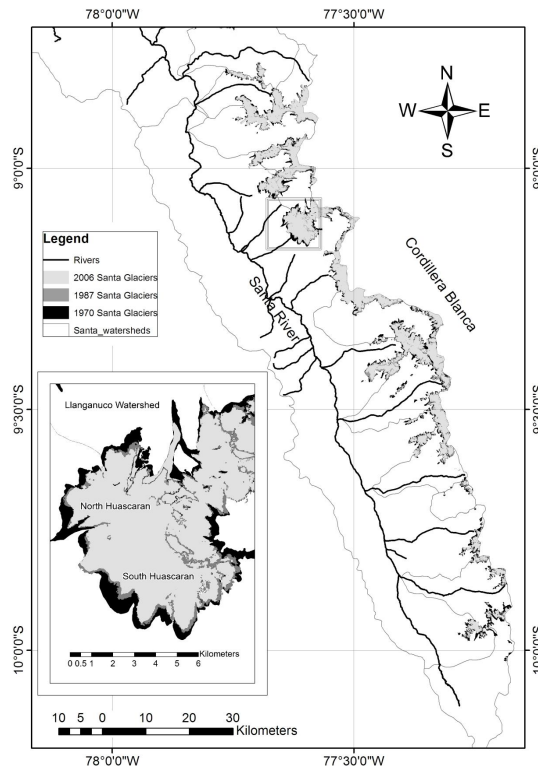 78°0'0"W
77°30'0"W
N
W
E
S
9°0'0"S
9°0'0"S
Cordillera Blanca
Legend
Rivers
2006 Santa Glaciers
1987 Santa Glaciers
1970 Santa Glaciers
Santa_watersheds
Santa River
9°30'0"S
9°30'0"S
Llanganuco Watershed
North Huascaran
South Huascaran
0 0.5 1 2 3 4 5 6 Kilometers
10°0'0"S
10°0'0"S
10 5 0 10 20 30 Kilometers
78°0'0"W
77°30'0"W